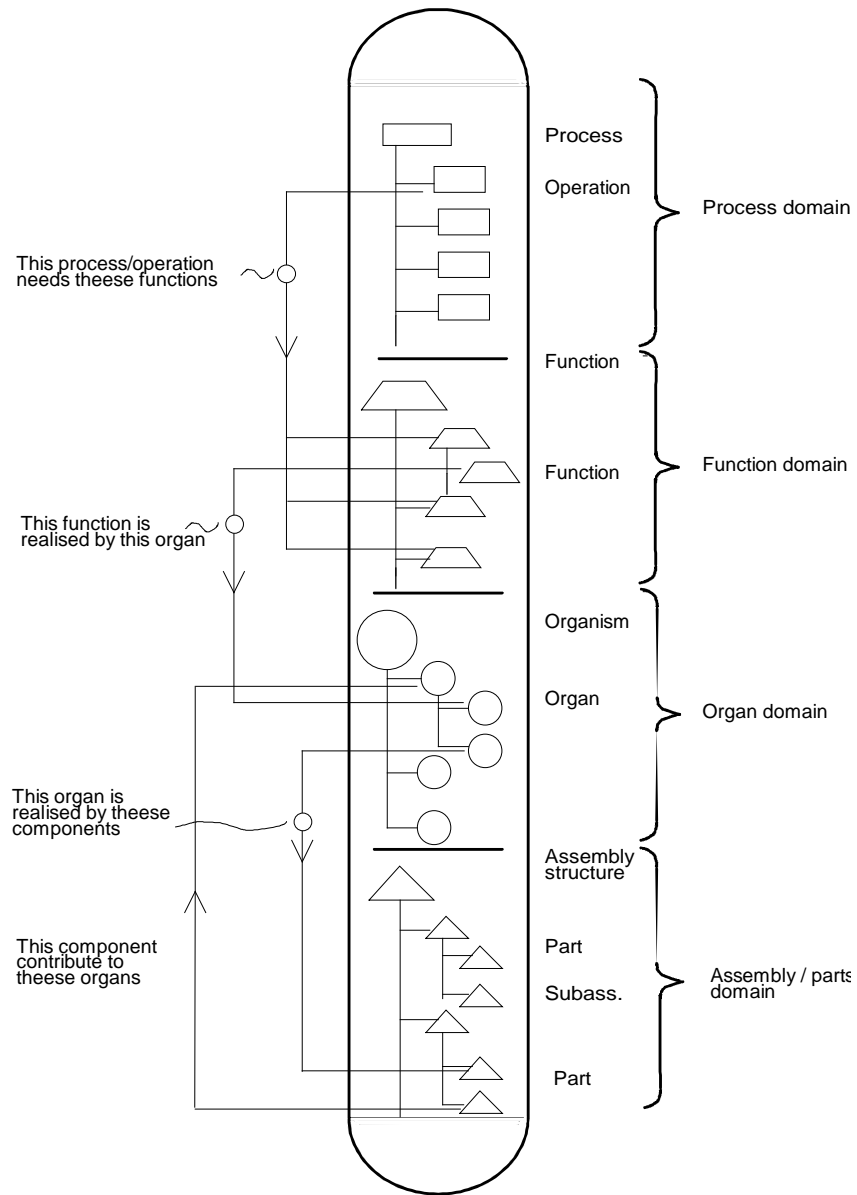 Process
Operation
Process domain
This process/operation
needs theese functions
Function
Function
Function domain
This function is
realised by this organ
Organism
Organ
Organ domain
This organ is
realised by theese
components
Assembly
structure
This component
contribute to
theese organs
Part
Subass.
Part
Assembly / parts
domain